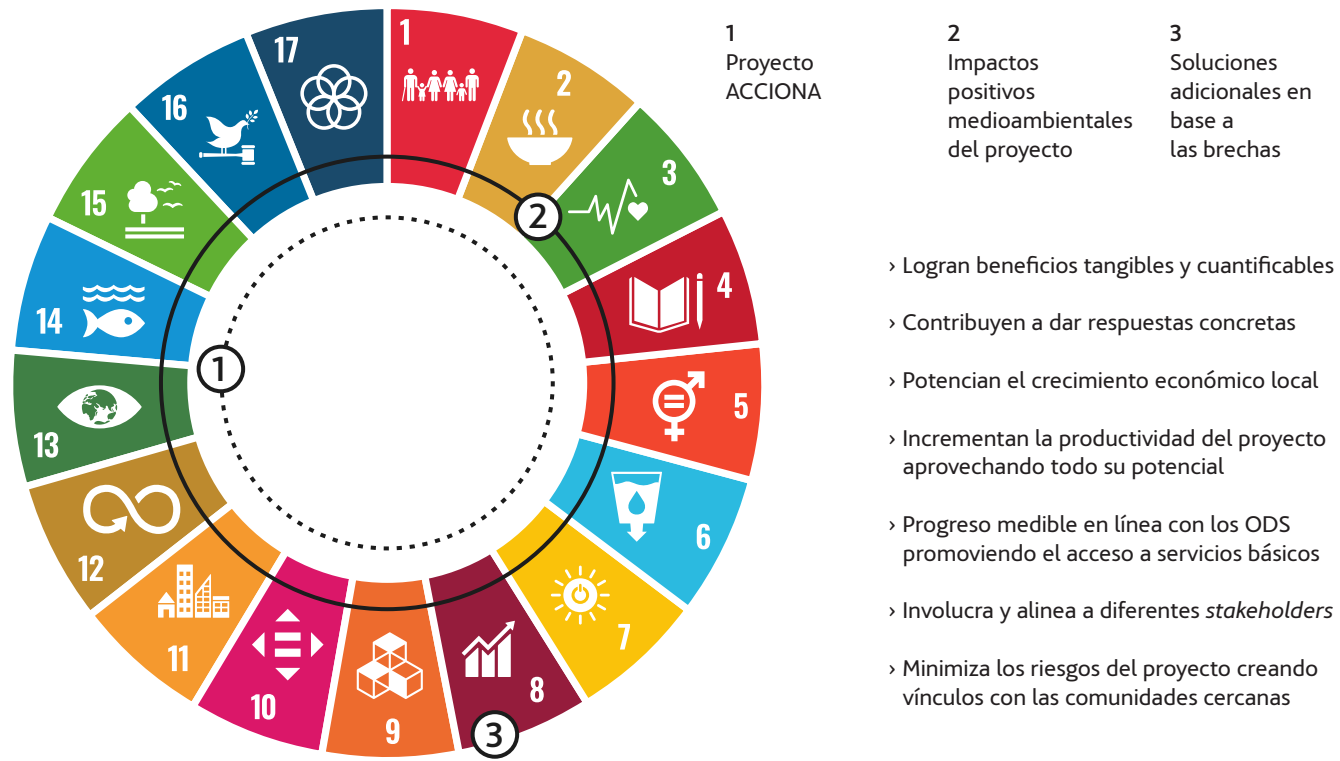 1
2
3
4
5
6
7
8
9
10
11
12
13
14
15
16
17
1
2
3
1
Proyecto
ACCIONA
2
Impactos
positivos
medioambientales
del proyecto
3
Soluciones
adicionales en
base a
las brechas
› Logran beneficios tangibles y cuantificables
› Contribuyen a dar respuestas concretas
› Potencian el crecimiento económico local
› Incrementan la productividad del proyecto
aprovechando todo su potencial
› Progreso medible en línea con los ODS
promoviendo el acceso a servicios básicos
› Involucra y alinea a diferentes stakeholders
› Minimiza los riesgos del proyecto creando
vínculos con las comunidades cercanas